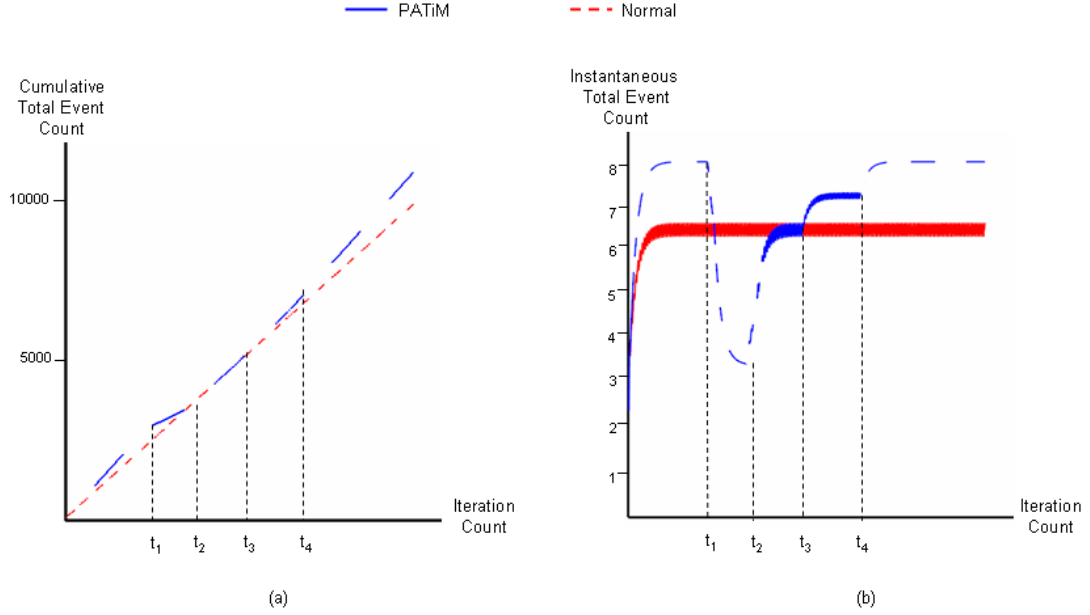 PATiM
Normal
Cumulative
Total Event
Count
10000
5000
Iteration
Count
t1
t2
t3
t4
(a)
Instantaneous
Total Event
Count
8
7
6
5
4
3
2
1
Iteration
Count
t1
t2
t3
t4
(b)